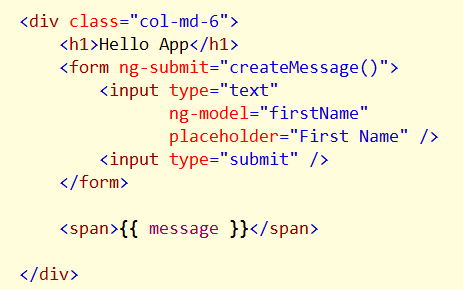 <div class="col-md-6">
    <h1>Hello App</h1>
    <form ng-submit="createMessage()">
        <input type="text"
               ng-model="firstName"
               placeholder="First Name" />
        <input type="submit" />
    </form>

    <span>{{ message }}</span>

</div>